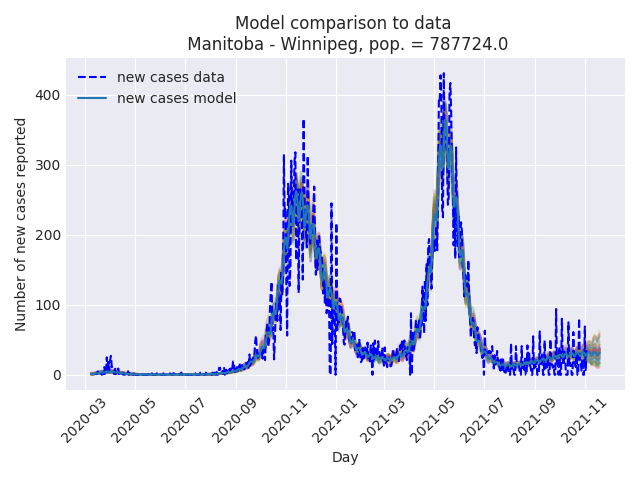 Model comparison to data
Manitoba - Winnipeg, pop. = 787724.0
new cases data
new cases model
Number of new cases reported
400
300
200
100
0
2020-03
2020-05
2020-07
2020-09
2020-11
2021-01
2021-03
2021-05
2021-07
2021-09
2021-11
Day